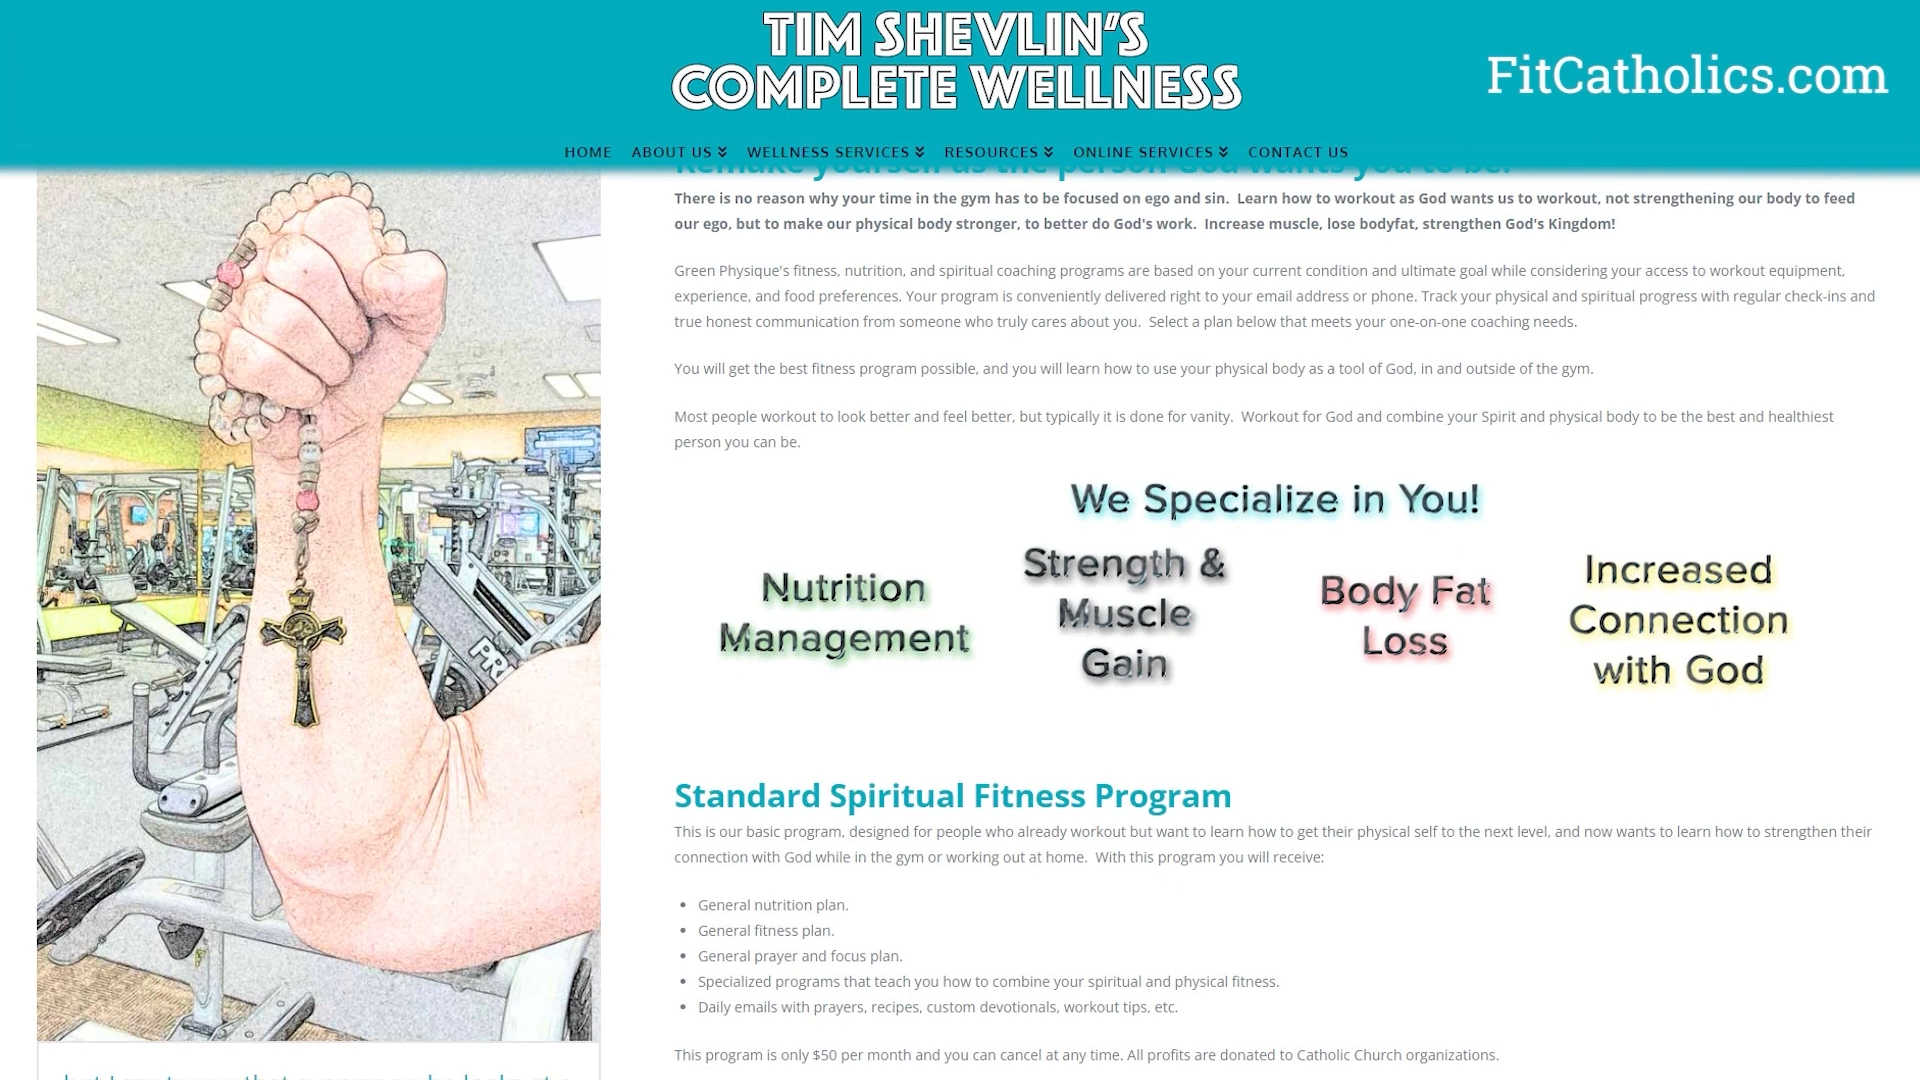 TIM SHEVLIN'S
COMPLETE WELLNESS
FitCatholics.com
HOME ABOUT US WELLNESS SERVICES RESOURCES ONLINE SERVICES CONTACT US
Remake yourself as the person God wants you to be!
There is no reason why your time in the gym has to be focused on ego and sin. Learn how to workout as God wants us to workout, not strengthening our body to feed
our ego, but to make our physical body stronger, to better do God's work. Increase muscle, lose bodyfat, strengthen God's Kingdom!
Green Physique's fitness, nutrition, and spiritual coaching programs are based on your current condition and ultimate goal while considering your access to workout equipment,
experience, and food preferences. Your program is conveniently delivered right to your email address or phone. Track your physical and spiritual progress with regular check-ins and
true honest communication from someone who truly cares about you. Select a plan below that meets your one-on-one coaching needs.
You will get the best fitness program possible, and you will learn how to use your physical body as a tool of God, in and outside of the gym.
Most people workout to look better and feel better, but typically it is done for vanity. Workout for God and combine your Spirit and physical body to be the best and healthiest
person you can be.
We Specialize in You!
Nutrition
Management
Strength &
Muscle
Gain
Body Fat
Loss
Increased
Connection
with God
PR
Standard Spiritual Fitness Program
This is our basic program, designed for people who already workout but want to learn how to get their physical self to the next level, and now wants to learn how to strengthen their
connection with God while in the gym or working out at home. With this program you will receive:
General nutrition plan.
General fitness plan.
General prayer and focus plan.
Specialized programs that teach you how to combine your spiritual and physical fitness.
Daily emails with prayers, recipes, custom devotionals, workout tips, etc.
This program is only $50 per month and you can cancel at any time. All profits are donated to Catholic Church organizations.